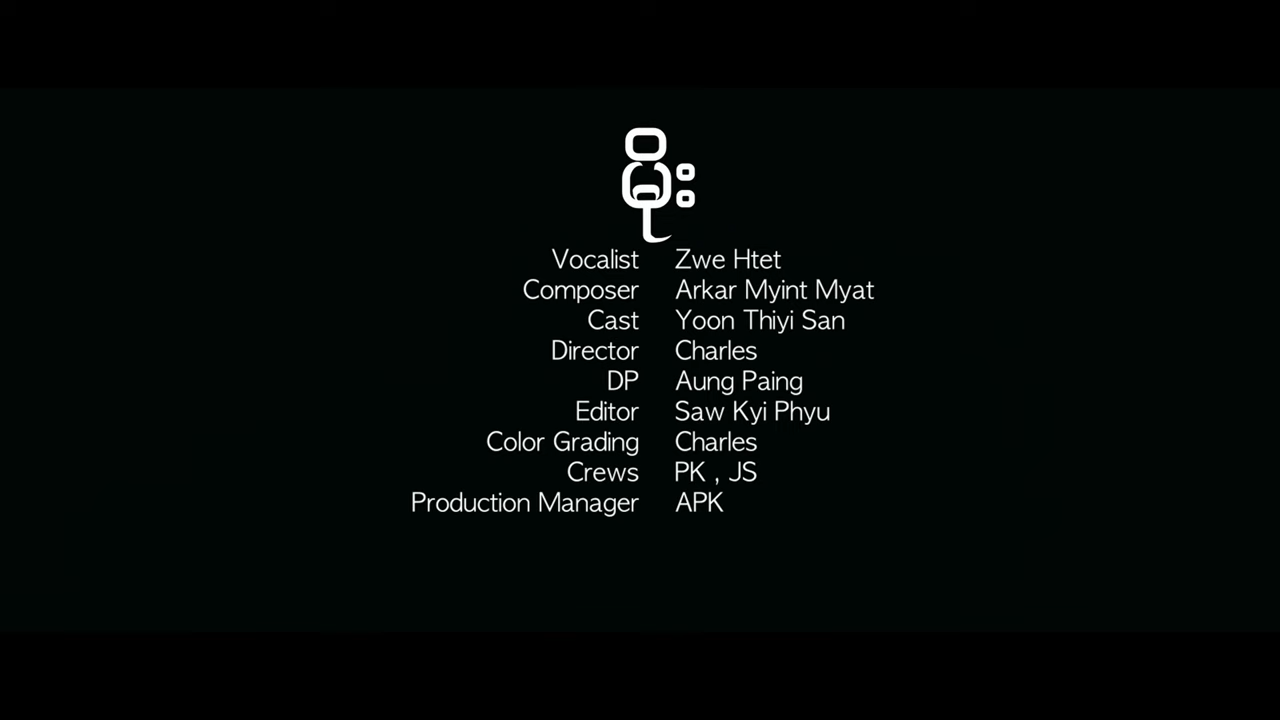 မိုး
Vocalist Zwe Htet
Composer Arkar Myint Myat
Cast Yoon Thiyi San
Director Charles
DP Aung Paing
Editor Saw Kyi Phyu
Color Grading Charles
Crews PK , JS
Production Manager APK